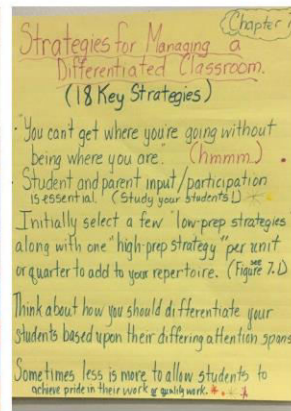 Chapter
Strategies for Managing a
Differentiated Classroom.
(18 Key Strategies)
• "You can't get where you're going without
being where you are." (hmmm.)
• Student and parent input/participation
is essential. (Study your students!)
Initially select a few "low-prep strategies
along with one "high-prep strategy" per unit
or quarter to add to your repertoire. (see Figure 7.1)
Think about how you should differentiate your
students based upon their differing attention spans
Sometimes less is more to allow students to
achieve pride in their work or quality work.